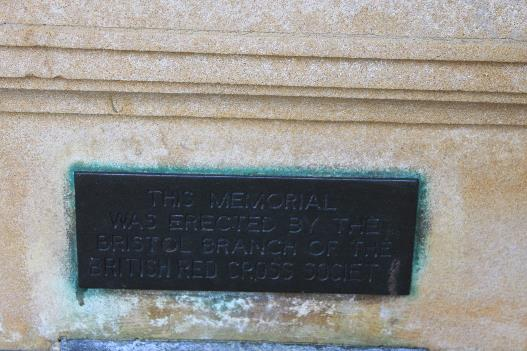 THIS MEMORIAL
WAS ERECTED BY THE
BRISTOL BRANCH OF THE
BRITISH RED CROSS SOCIETY